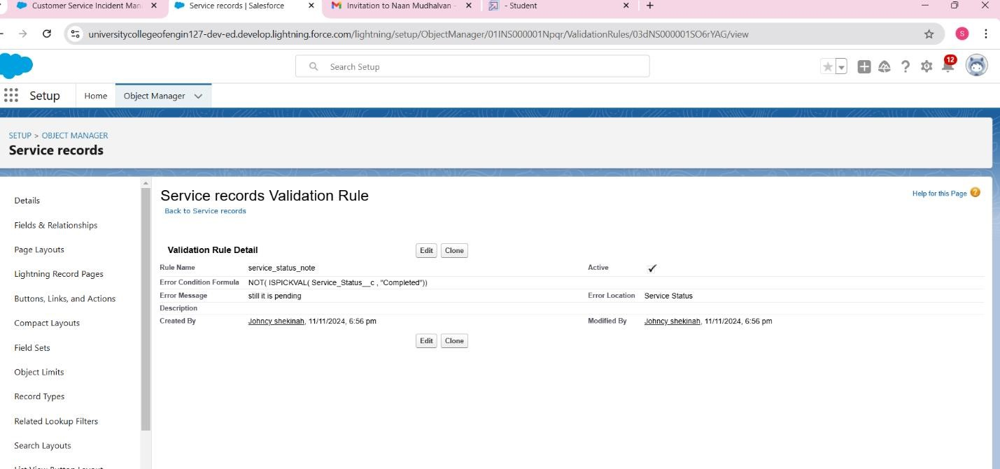 Customer Service Incident Man
Service records | Salesforce
Invitation to Naan Mudhalvan -
- Student
universitycollegeofengin127-dev-ed.develop.lightning.force.com/lightning/setup/ObjectManager/01INS000001Npqr/ValidationRules/03dNS000001SO6rYAG/view
S
Search Setup
12
Setup
Home
Object Manager
SETUP > OBJECT MANAGER
Service records
Details
Fields & Relationships
Page Layouts
Lightning Record Pages
Buttons, Links, and Actions
Compact Layouts
Field Sets
Object Limits
Record Types
Related Lookup Filters
Search Layouts
List View Button Layout
Service records Validation Rule
Help for this Page ?
Back to Service records
Validation Rule Detail
Edit Clone
Rule Name service_status_note Active ✓
Error Condition Formula NOT( ISPICKVAL( Service_Status__c , "Completed"))
Error Message still it is pending Error Location Service Status
Description
Created By Johncy shekinah, 11/11/2024, 6:56 pm Modified By Johncy shekinah, 11/11/2024, 6:56 pm
Edit Clone